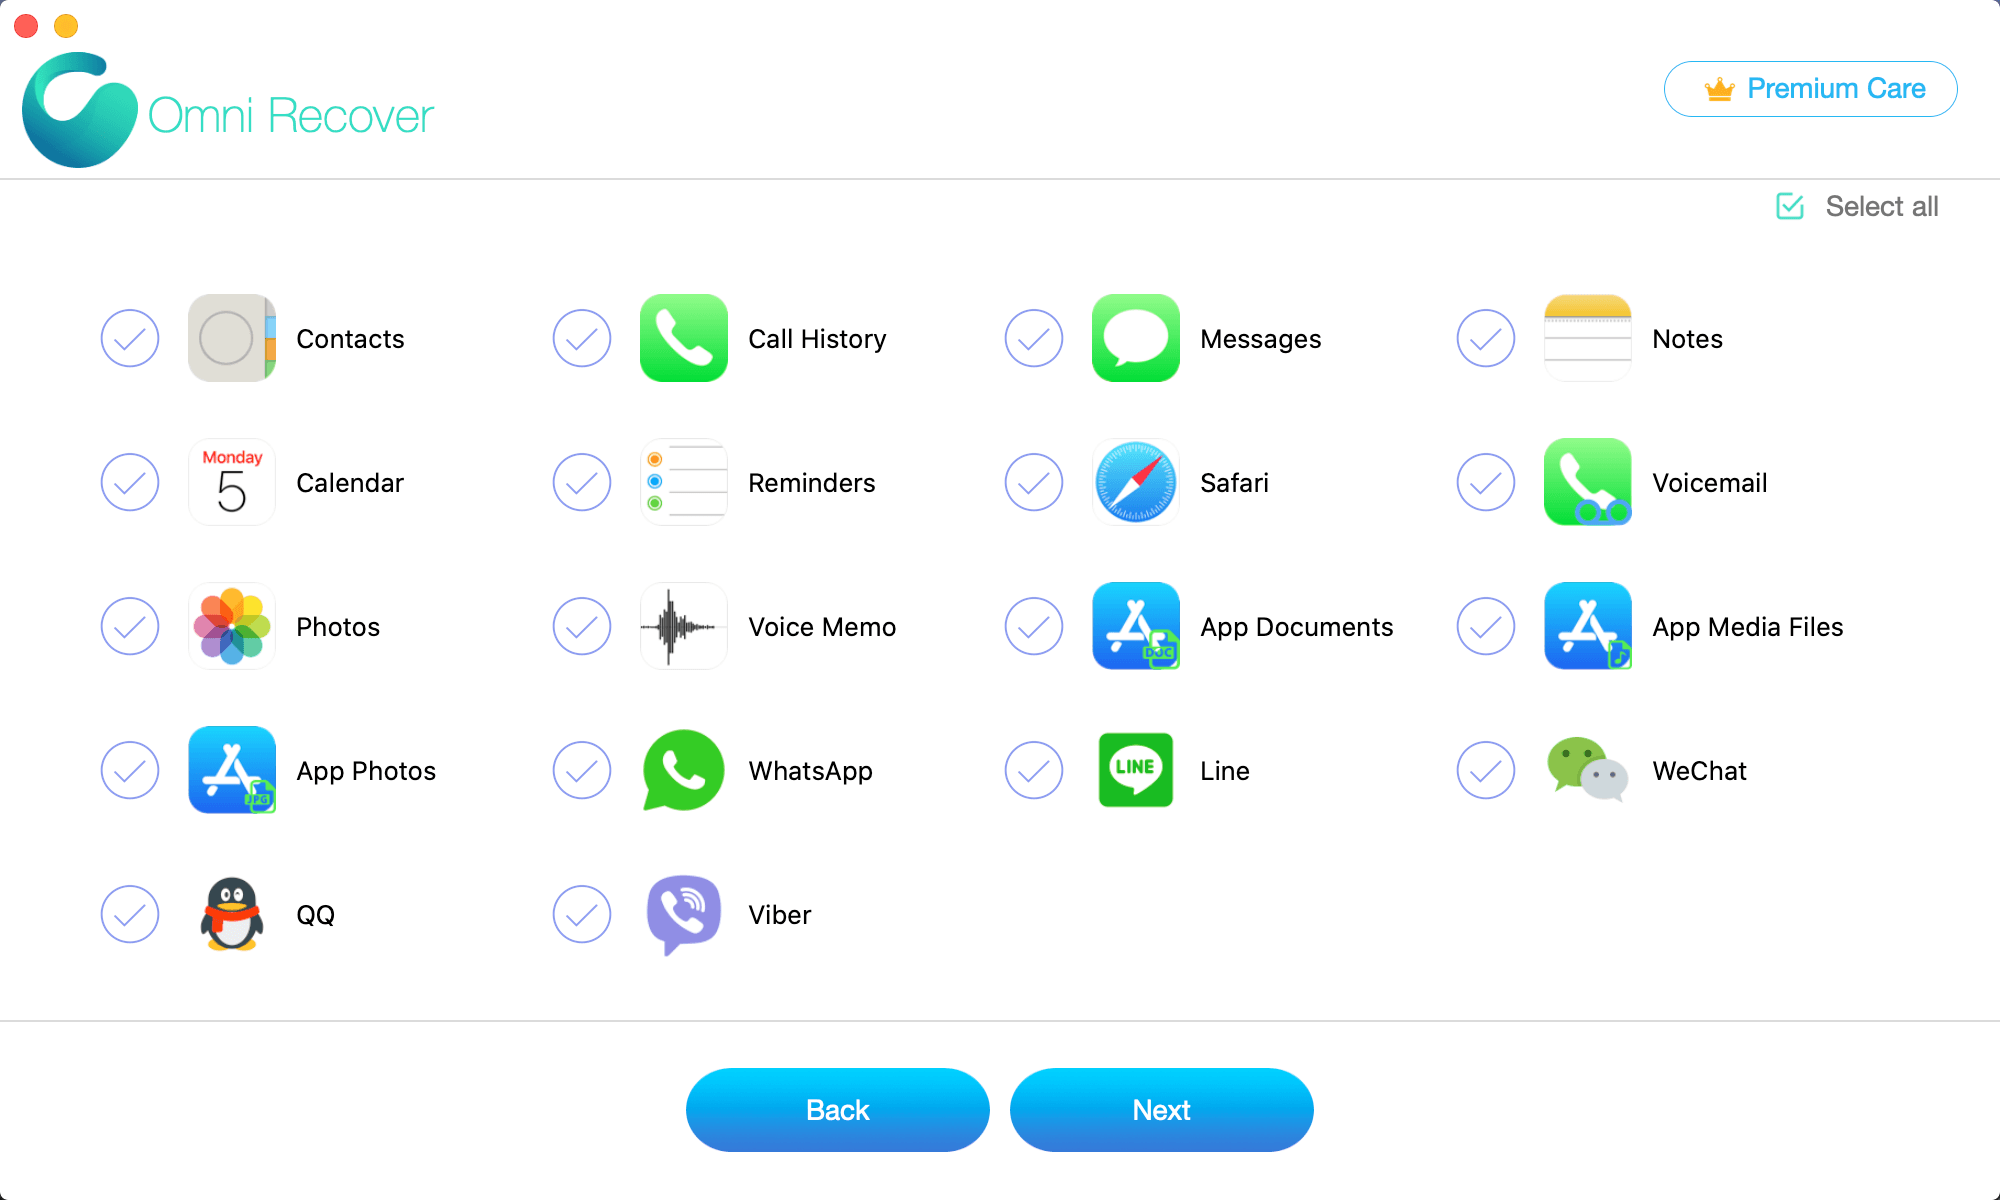 Omni Recover
Premium Care
Select all
Contacts
Call History
Messages
Notes
Monday
5
Calendar
Reminders
Safari
Voicemail
Photos
Voice Memo
DOC
App Documents
App Media Files
JPG
App Photos
WhatsApp
LINE
Line
WeChat
QQ
Viber
Back
Next